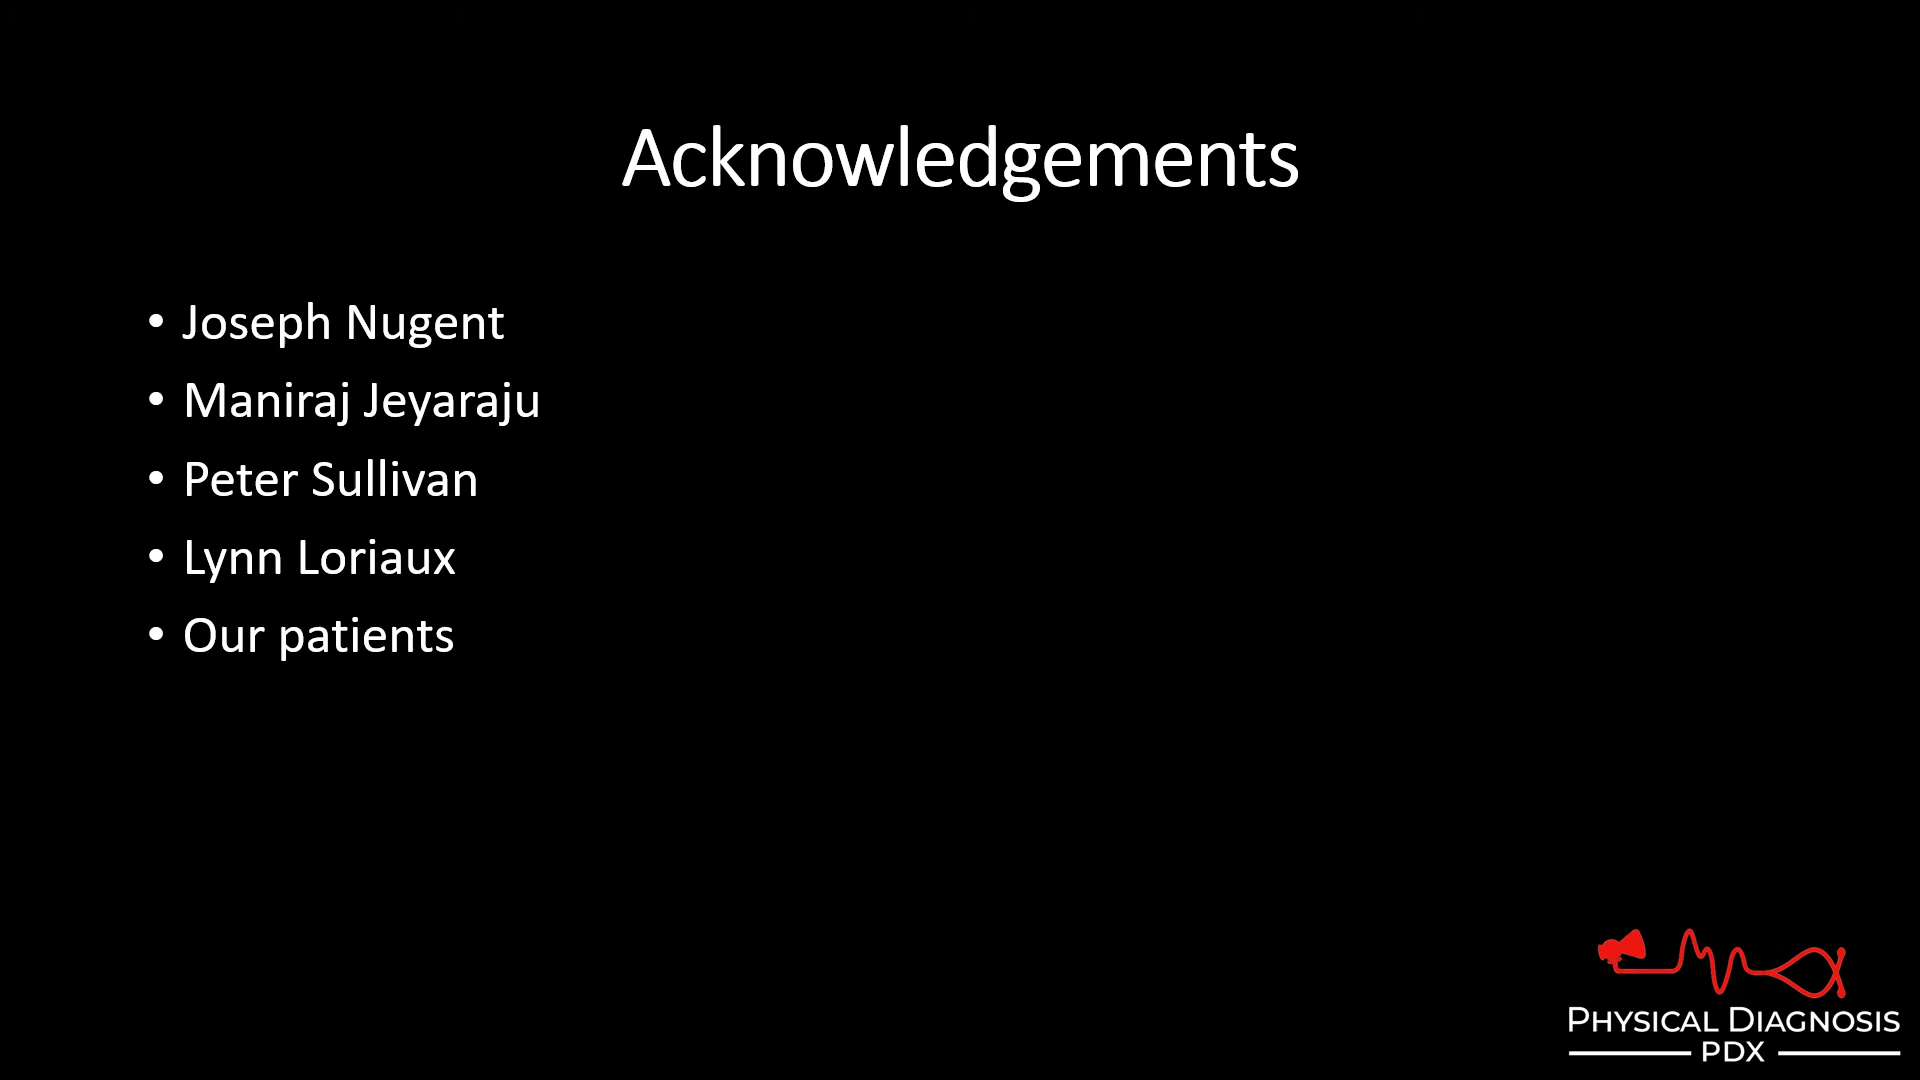 Acknowledgements
• Joseph Nugent
• Maniraj Jeyaraju
• Peter Sullivan
• Lynn Loriaux
• Our patients
PHYSICAL DIAGNOSIS
PDX